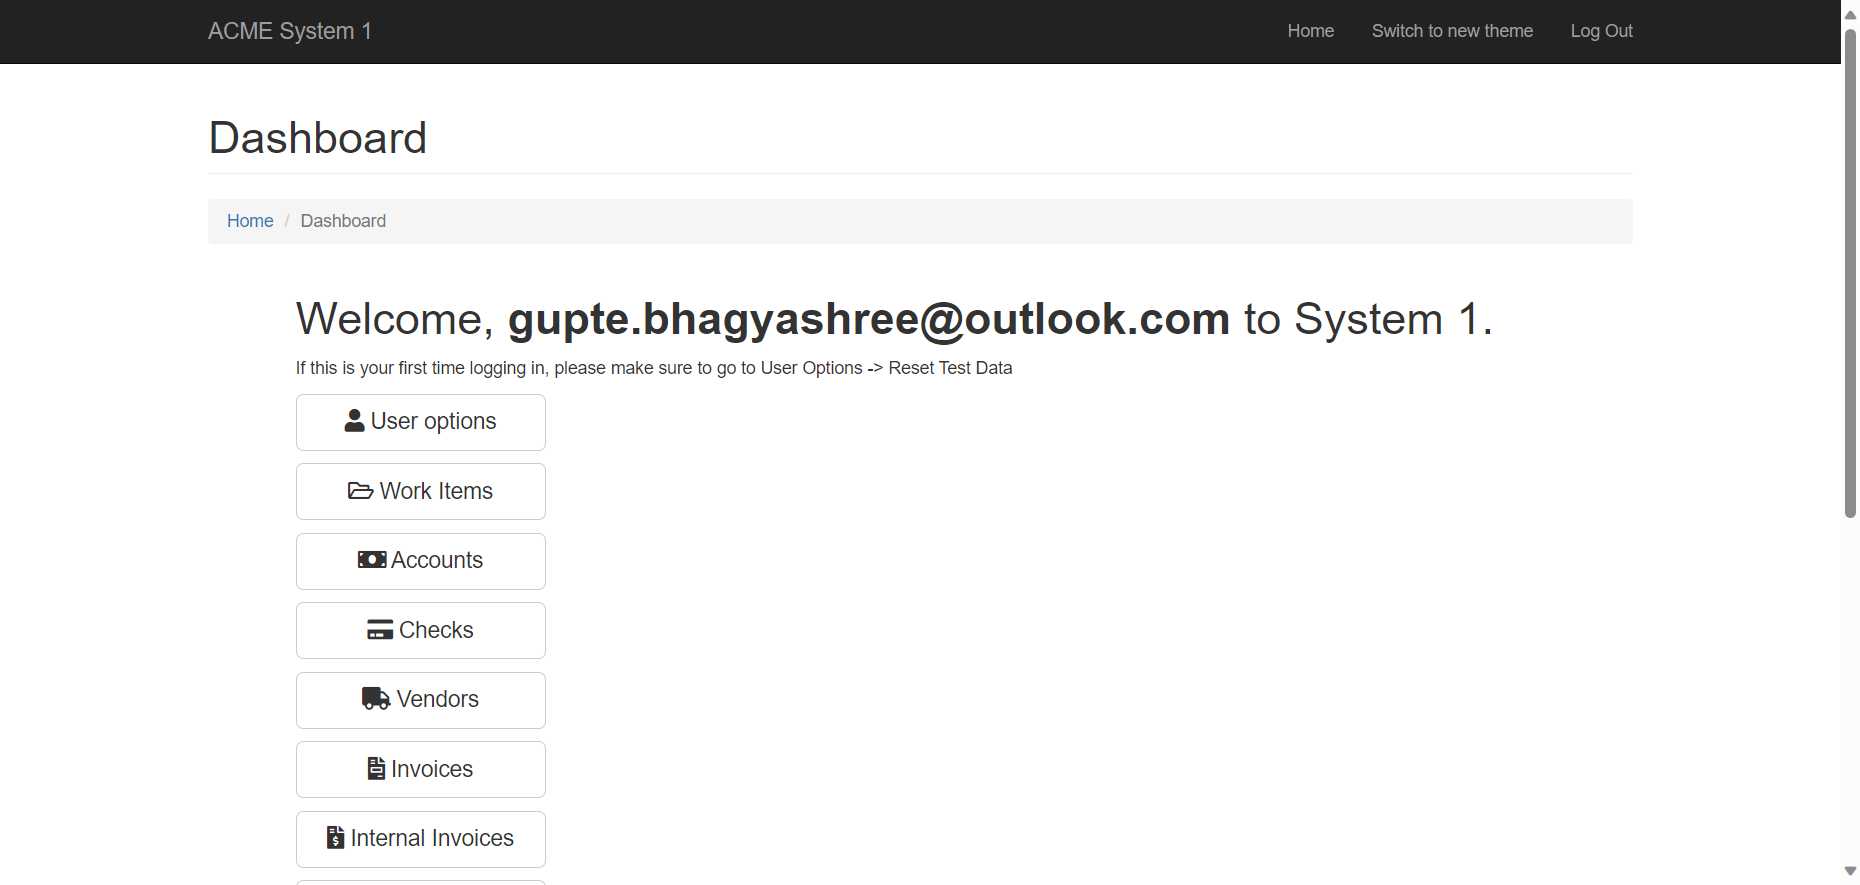 ACME System 1
Home
Switch to new theme
Log Out
Dashboard
Home / Dashboard
Welcome, gupte.bhagyashree@outlook.com to System 1.
If this is your first time logging in, please make sure to go to User Options -> Reset Test Data
User options
Work Items
Accounts
Checks
Vendors
Invoices
Internal Invoices